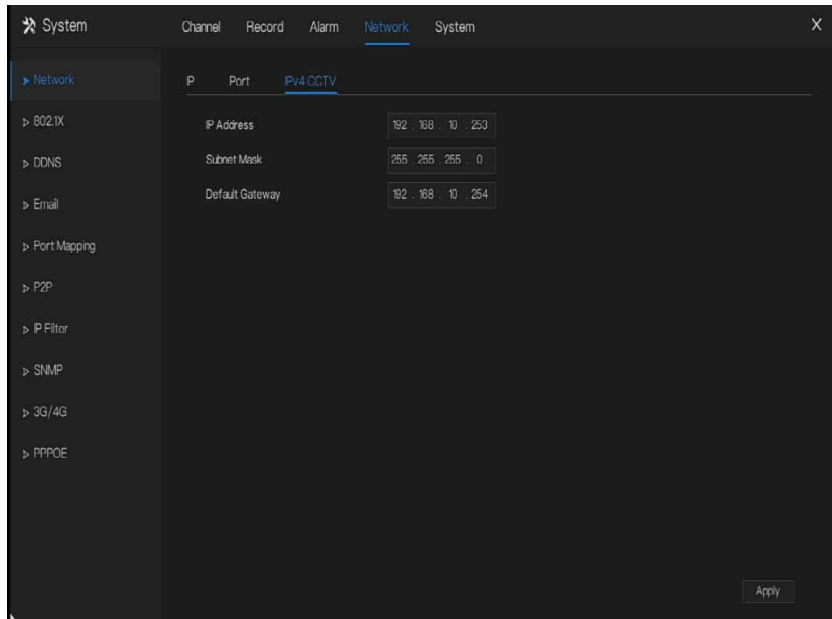 System
Channel Record Alarm Network System X
Network
802.1X
DDNS
Email
Port Mapping
P2P
IP Filter
SNMP
3G/4G
PPPOE
IP Port IPv4 CCTV
IP Address 192 . 168 . 10 . 253
Subnet Mask 255 . 255 . 255 . 0
Default Gateway 192 . 168 . 10 . 254
Apply